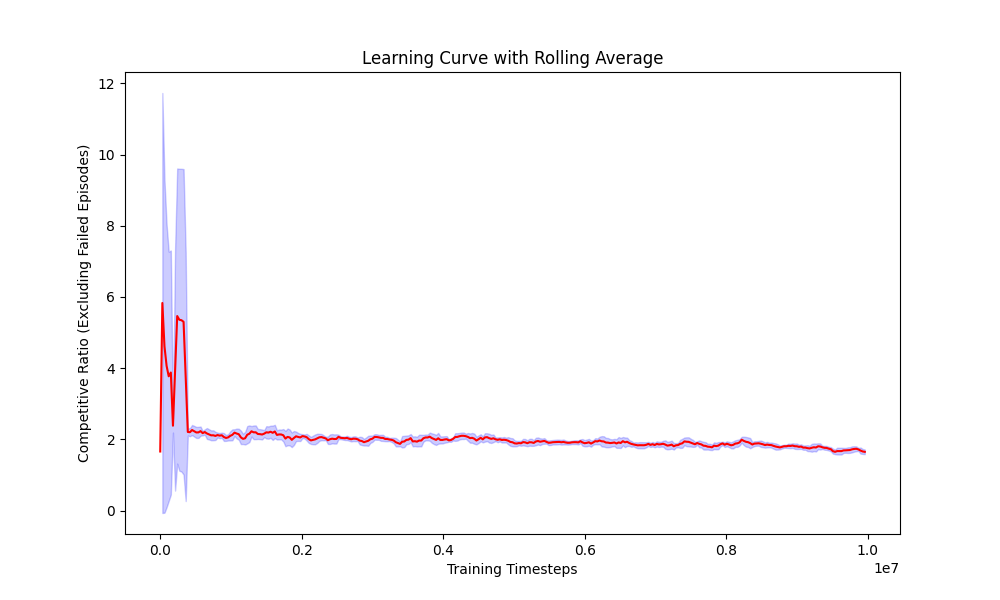 Learning Curve with Rolling Average
Competitive Ratio (Excluding Failed Episodes)
12
10
8
6
4
2
0
0.0 0.2 0.4 0.6 0.8 1.0
1e7
Training Timesteps